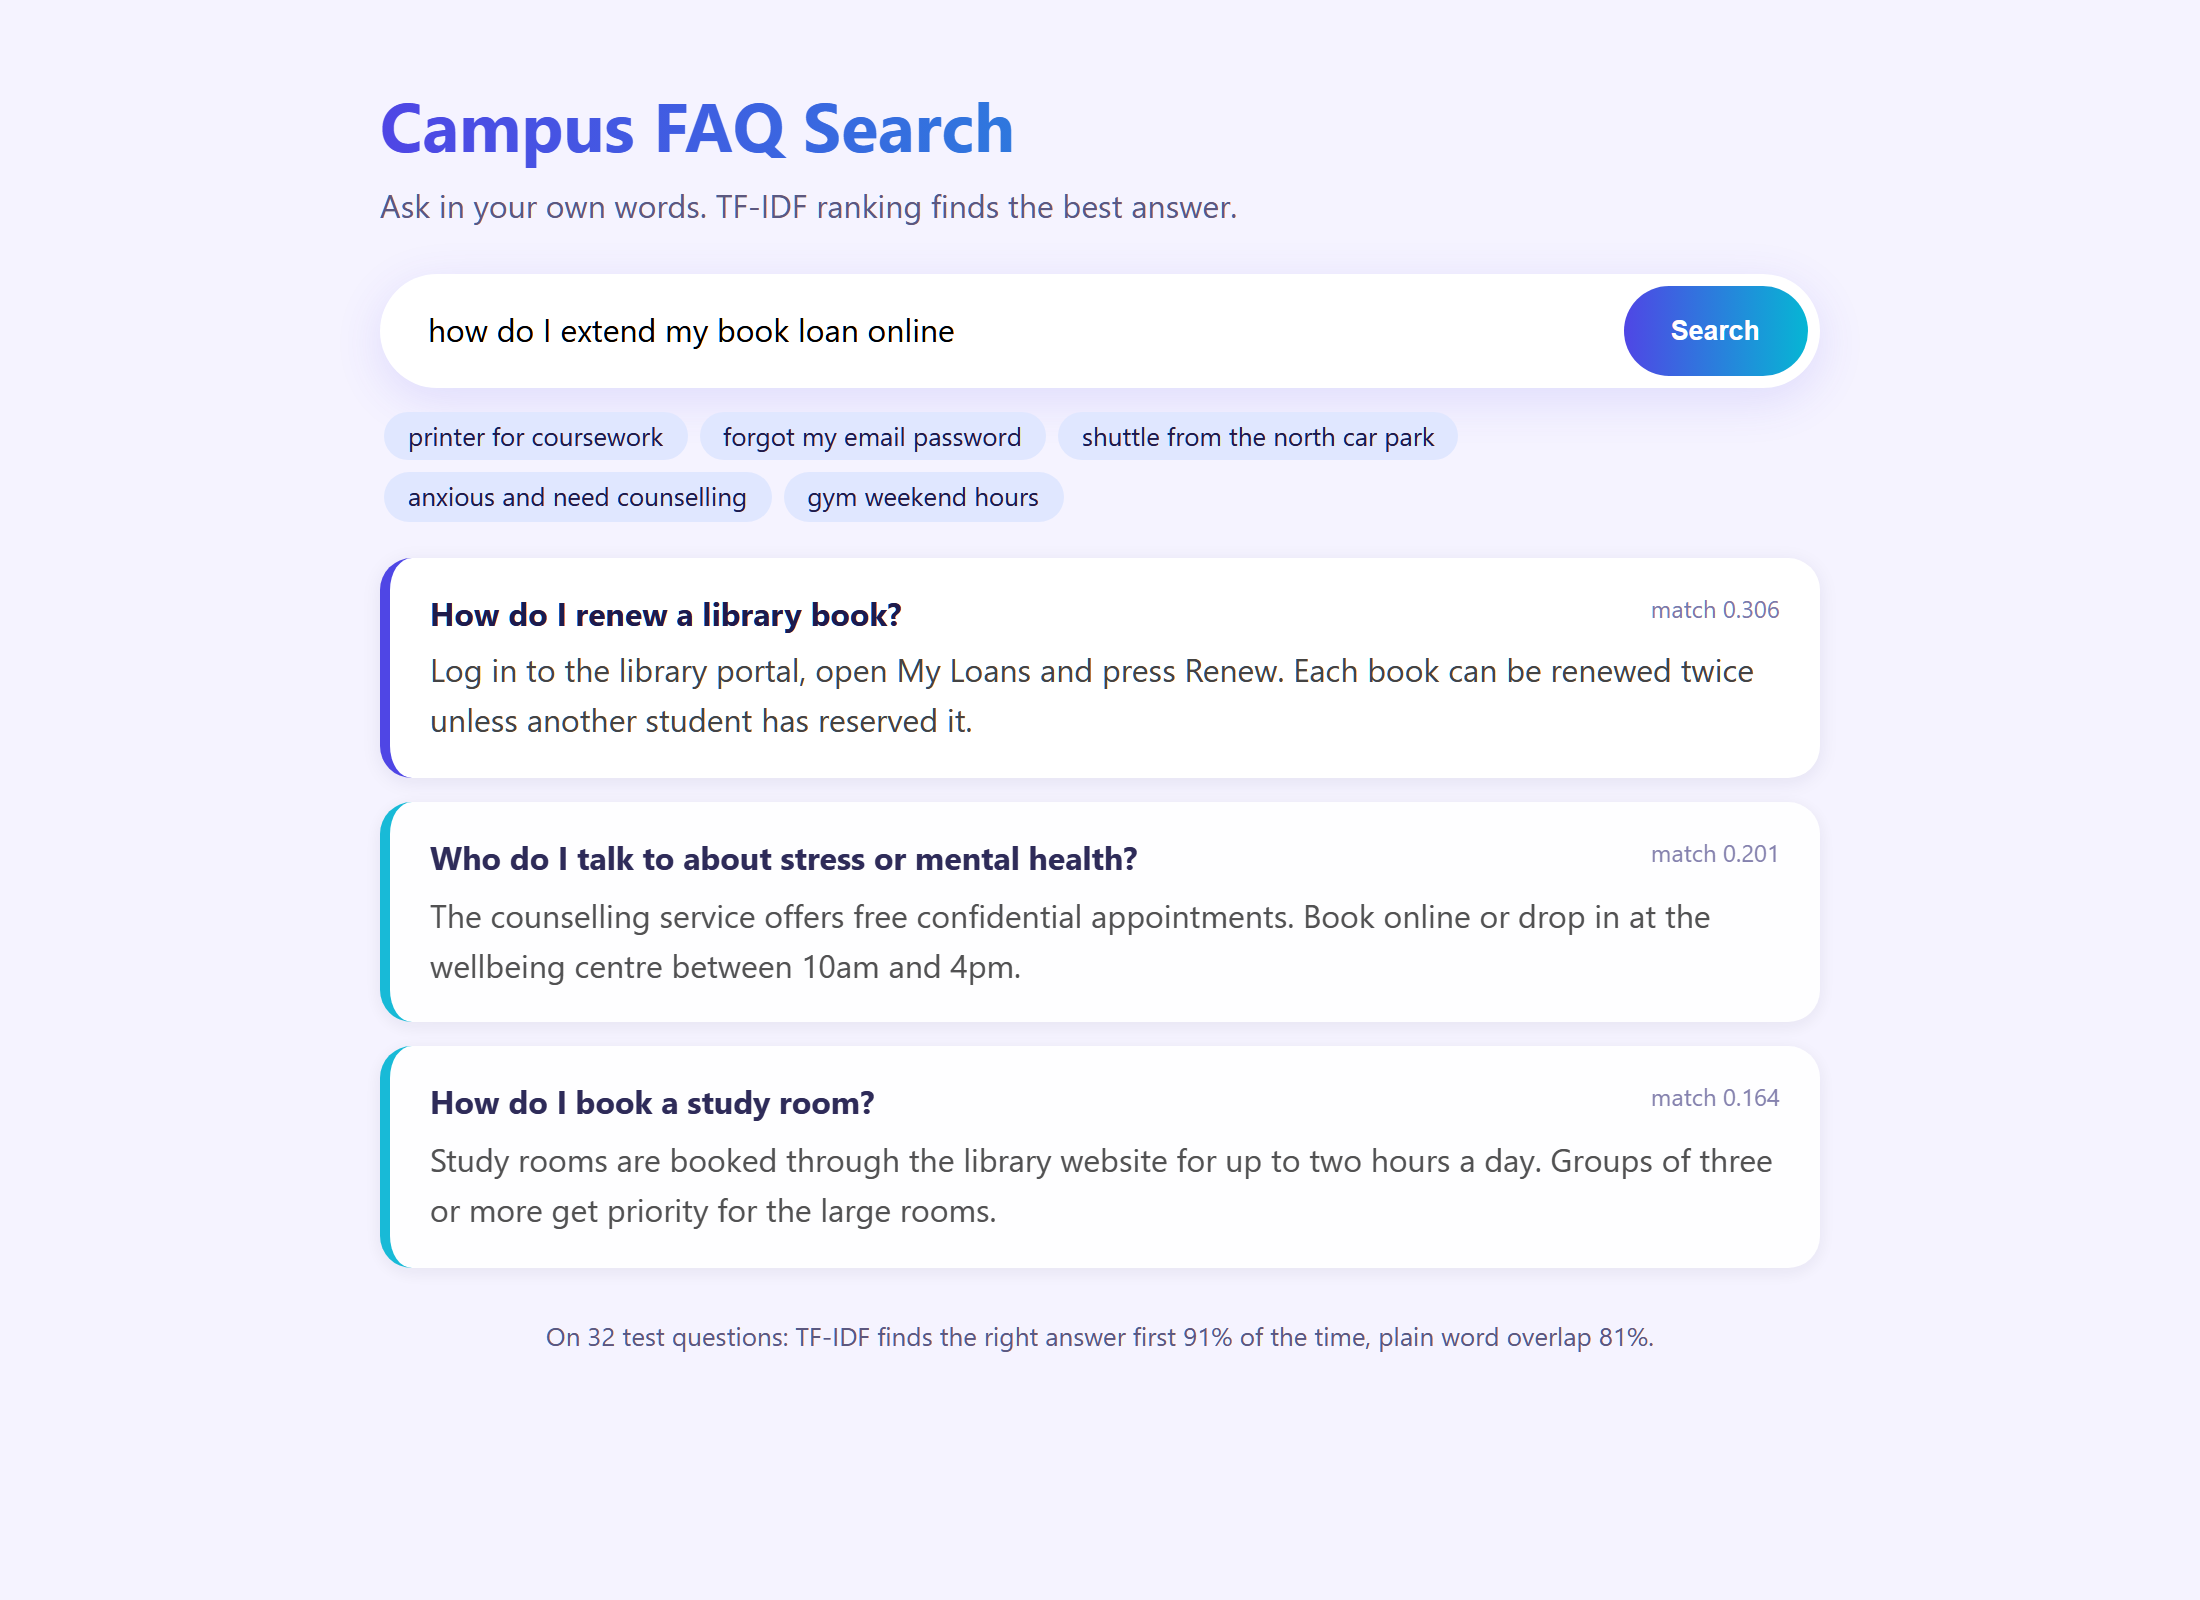 Campus FAQ Search
Ask in your own words. TF-IDF ranking finds the best answer.
how do I extend my book loan online
Search
printer for coursework
forgot my email password
shuttle from the north car park
anxious and need counselling
gym weekend hours
How do I renew a library book?
match 0.306
Log in to the library portal, open My Loans and press Renew. Each book can be renewed twice
unless another student has reserved it.
Who do I talk to about stress or mental health?
match 0.201
The counselling service offers free confidential appointments. Book online or drop in at the
wellbeing centre between 10am and 4pm.
How do I book a study room?
match 0.164
Study rooms are booked through the library website for up to two hours a day. Groups of three
or more get priority for the large rooms.
On 32 test questions: TF-IDF finds the right answer first 91% of the time, plain word overlap 81%.